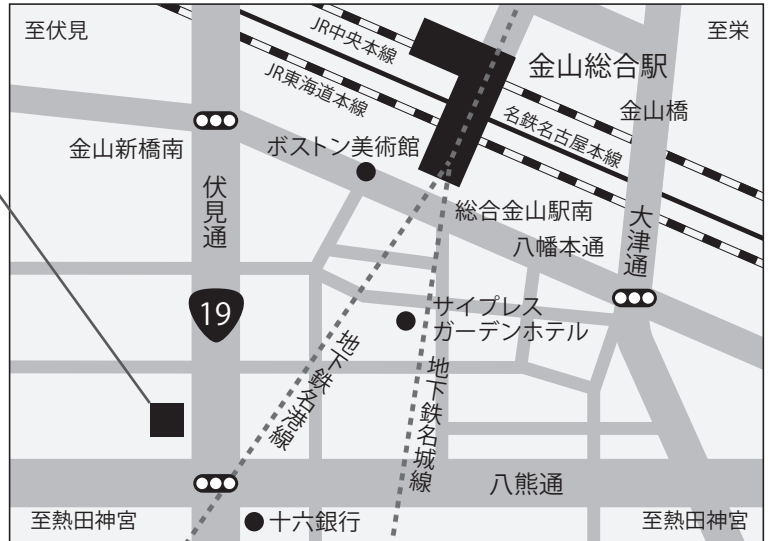 至伏見
JR中央本線
JR東海道本線
至栄
金山総合駅
金山橋
名鉄名古屋本線
金山新橋南
ボストン美術館
伏見通
総合金山駅南
八幡本通
大津通
19
サイプレス
ガーデンホテル
地下鉄名港線
地下鉄名城線
八熊通
至熱田神宮
十六銀行
至熱田神宮